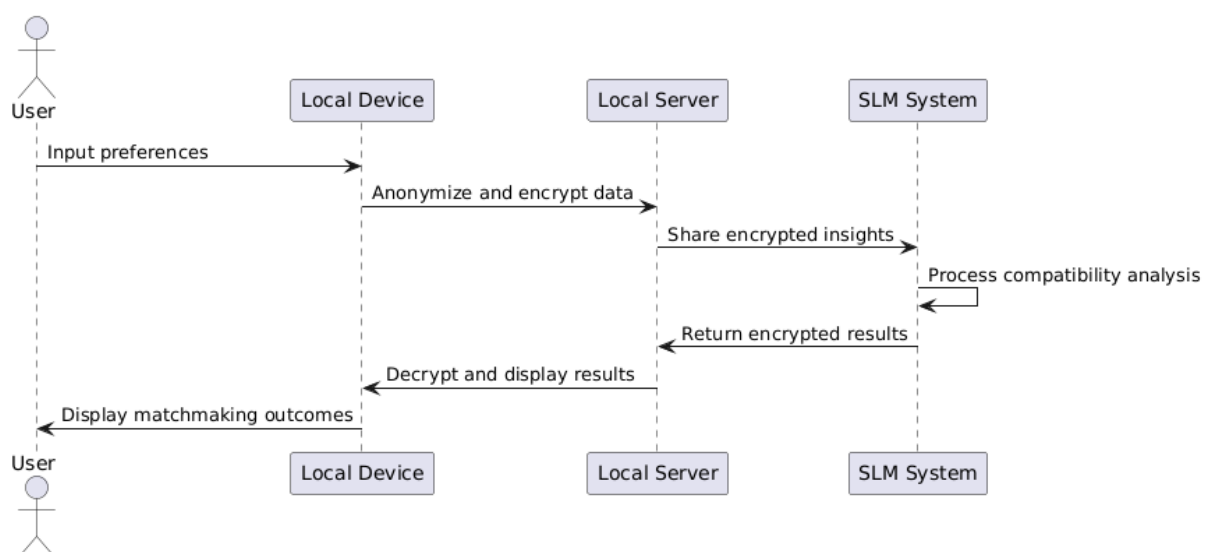 User
Local Device
Local Server
SLM System
Input preferences
Anonymize and encrypt data
Share encrypted insights
Process compatibility analysis
Return encrypted results
Decrypt and display results
Display matchmaking outcomes
User
Local Device
Local Server
SLM System